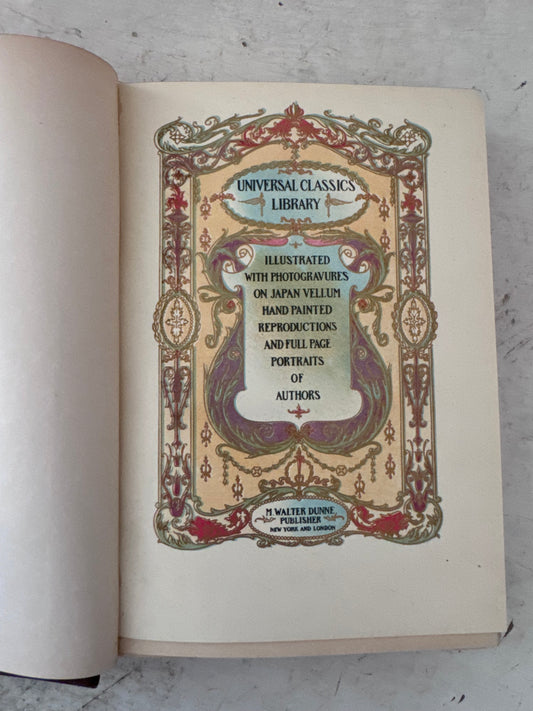 UNIVERSAL CLASSICS
LIBRARY
ILLUSTRATED
WITH PHOTOGRAVURES
ON JAPAN VELLUM
HAND PAINTED
REPRODUCTIONS
AND FULL PAGE
PORTRAITS
OF
AUTHORS
M. WALTER DUNNE,
PUBLISHER
NEW YORK AND LONDON